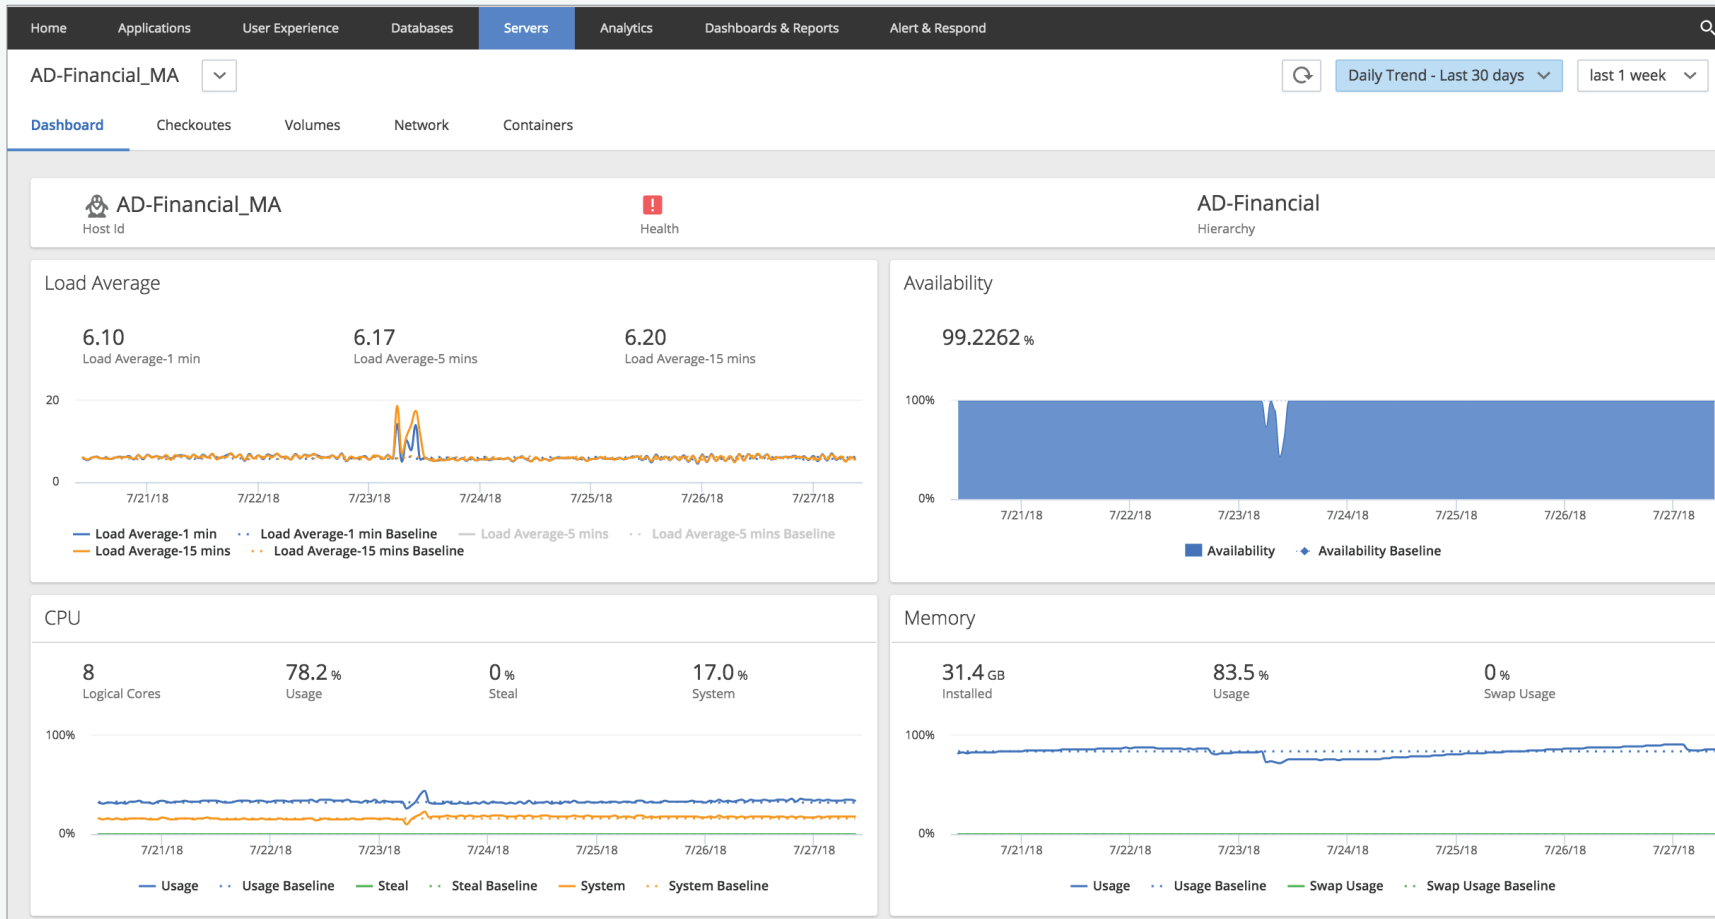 Home Applications User Experience Databases Servers Analytics Dashboards & Reports Alert & Respond
AD-Financial_MA Daily Trend - Last 30 days last 1 week
Dashboard Checkoutes Volumes Network Containers
AD-Financial_MA
Host Id
!
Health
AD-Financial
Hierarchy
Load Average
6.10 6.17 6.20
Load Average-1 min Load Average-5 mins Load Average-15 mins
20
0
7/21/18 7/22/18 7/23/18 7/24/18 7/25/18 7/26/18 7/27/18
Load Average-1 min Load Average-1 min Baseline Load Average-5 mins Load Average-5 mins Baseline
Load Average-15 mins Load Average-15 mins Baseline
Availability
99.2262 %
100%
0%
7/21/18 7/22/18 7/23/18 7/24/18 7/25/18 7/26/18 7/27/18
Availability Availability Baseline
CPU
8 78.2 % 0 % 17.0 %
Logical Cores Usage Steal System
100%
0%
7/21/18 7/22/18 7/23/18 7/24/18 7/25/18 7/26/18 7/27/18
Usage Usage Baseline Steal Steal Baseline System System Baseline
Memory
31.4 GB 83.5 % 0 %
Installed Usage Swap Usage
100%
0%
7/21/18 7/22/18 7/23/18 7/24/18 7/25/18 7/26/18 7/27/18
Usage Usage Baseline Swap Usage Swap Usage Baseline